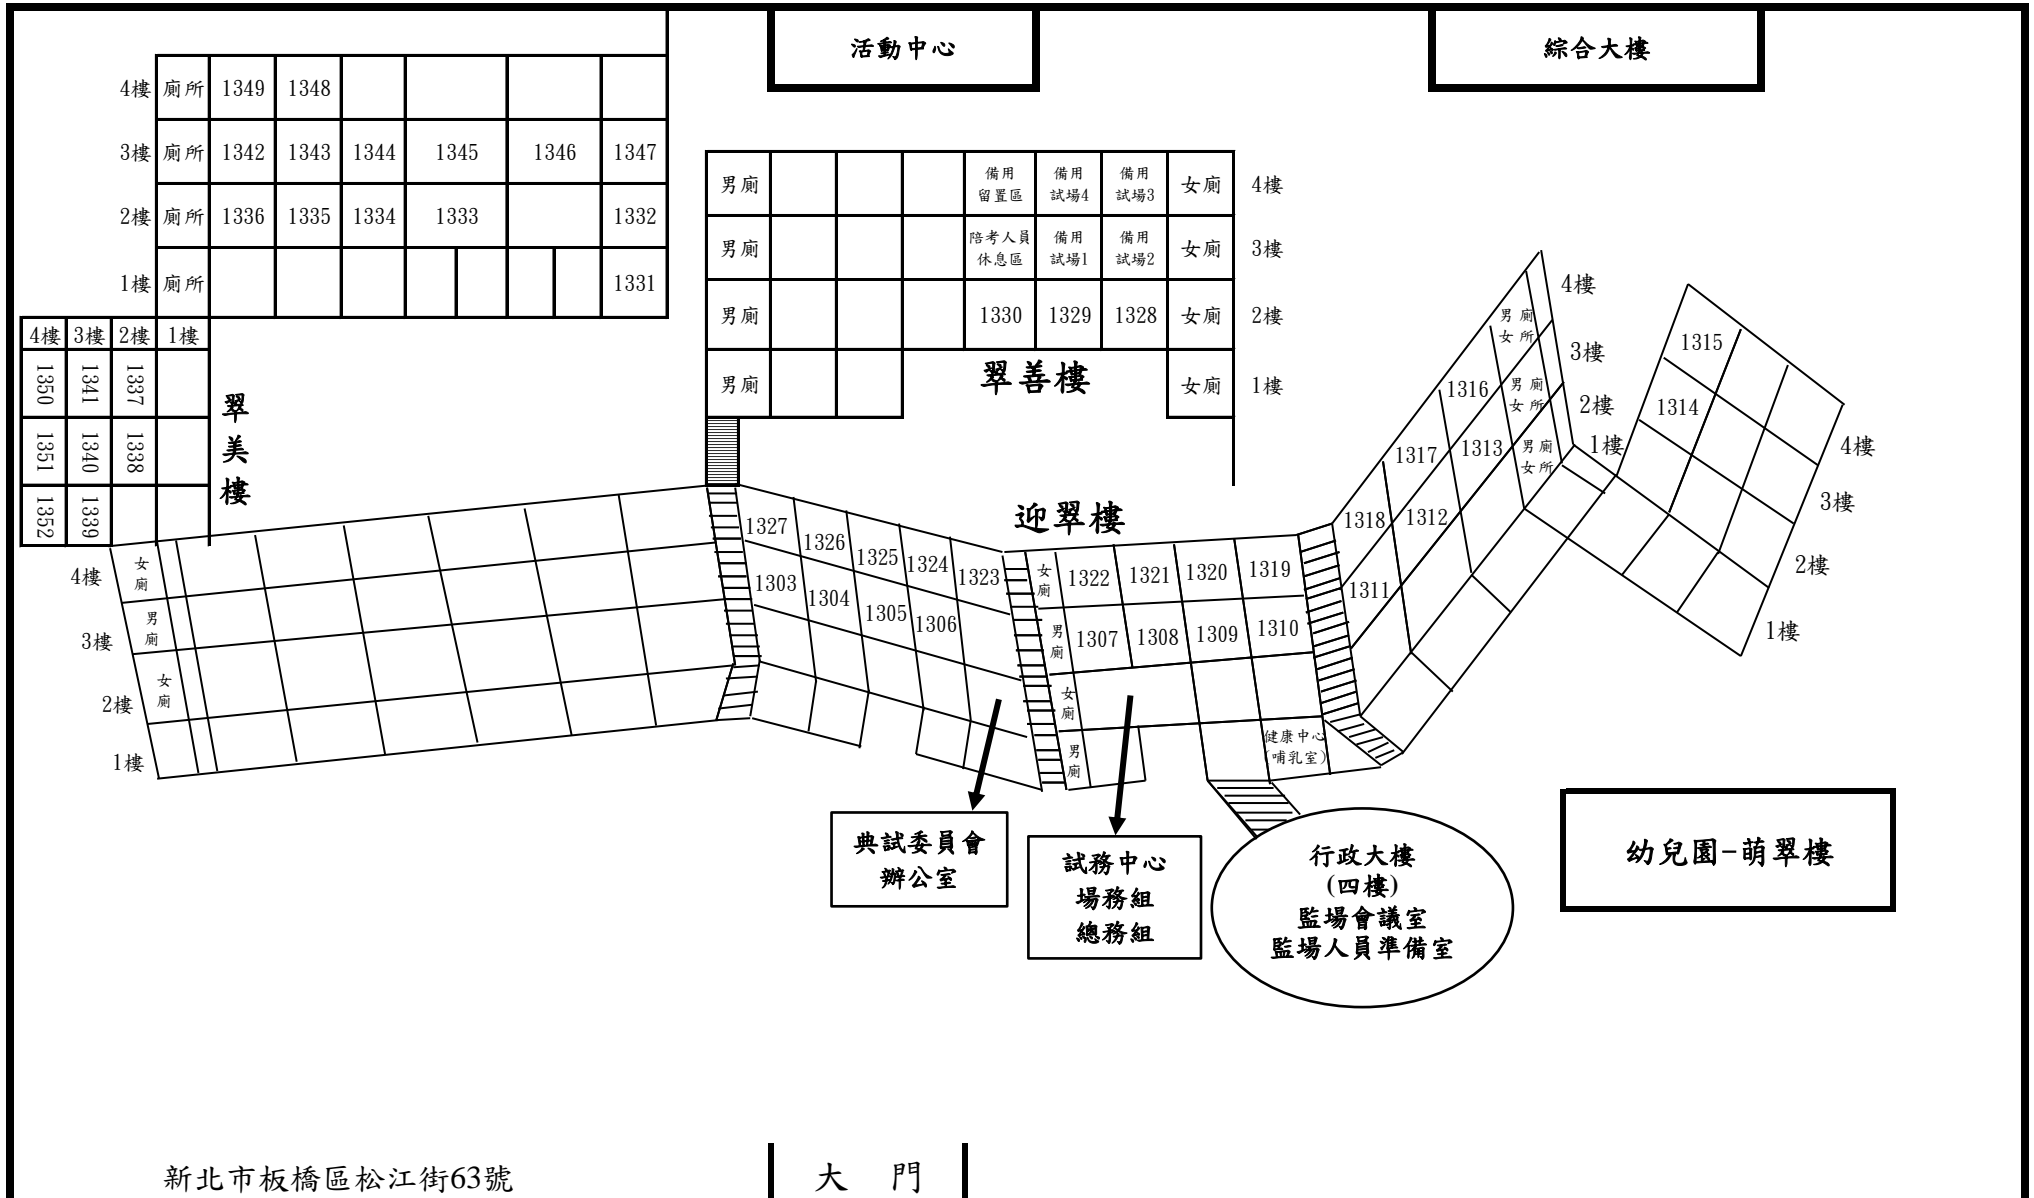 活動中心
綜合大樓
4樓 廁所 1349 1348
3樓 廁所 1342 1343 1344 1345 1346 1347
2樓 廁所 1336 1335 1334 1333 1332
1樓 廁所 1331
4樓 3樓 2樓 1樓
1350 1341 1337
1351 1340 1338
1352 1339
翠美樓
男廁 備用 備用 備用 女廁 4樓
留置區 試場4 試場3
男廁 陪考人員 備用 備用 女廁 3樓
休息區 試場1 試場2
男廁 1330 1329 1328 女廁 2樓
男廁 女廁 1樓
翠善樓
迎翠樓
4樓 女廁
3樓 男廁
2樓 女廁
1樓
1327 1326 1325 1324 1323
1303 1304 1305 1306
女廁 1322 1321 1320 1319
男廁 1307 1308 1309 1310
女廁
男廁
健康中心
(哺乳室)
1318 1317 1316 男廁 4樓
女所
1311 1312 1313 男廁 3樓
女所
男廁 2樓
女所
1樓
1315 4樓
1314 3樓
2樓
1樓
典試委員會
辦公室
試務中心
場務組
總務組
行政大樓
(四樓)
監場會議室
監場人員準備室
幼兒園-萌翠樓
新北市板橋區松江街63號
大 門